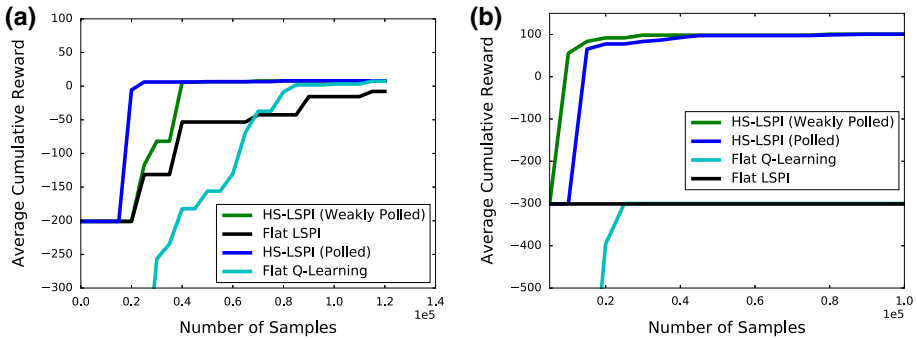 (a)
Average Cumulative Reward
100
50
0
−50
−100
−150
−200
−250
−300
HS-LSPI (Weakly Polled)
Flat LSPI
HS-LSPI (Polled)
Flat Q-Learning
0.0 0.2 0.4 0.6 0.8 1.0 1.2 1.4
1e5
Number of Samples
(b)
Average Cumulative Reward
100
0
−100
−200
−300
−400
−500
HS-LSPI (Weakly Polled)
HS-LSPI (Polled)
Flat Q-Learning
Flat LSPI
0.2 0.4 0.6 0.8 1.0
1e5
Number of Samples